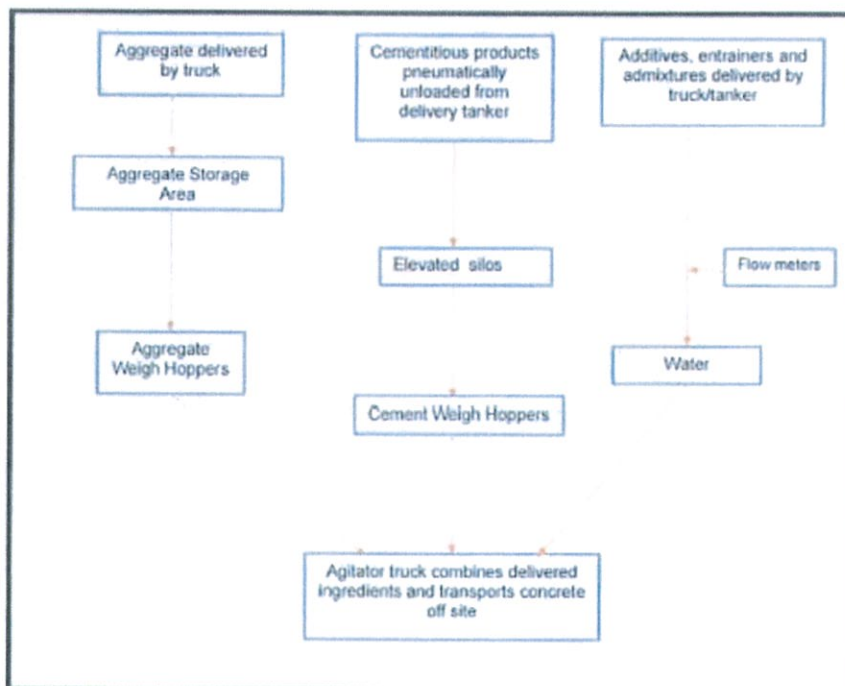 Aggregate delivered
by truck
Cementitious products
pneumatically
unloaded from
delivery tanker
Additives, entrainers and
admixtures delivered by
truck/tanker
Aggregate Storage
Area
Elevated silos
Flow meters
Aggregate
Weigh Hoppers
Water
Cement Weigh Hoppers
Agitator truck combines delivered
ingredients and transports concrete
off site